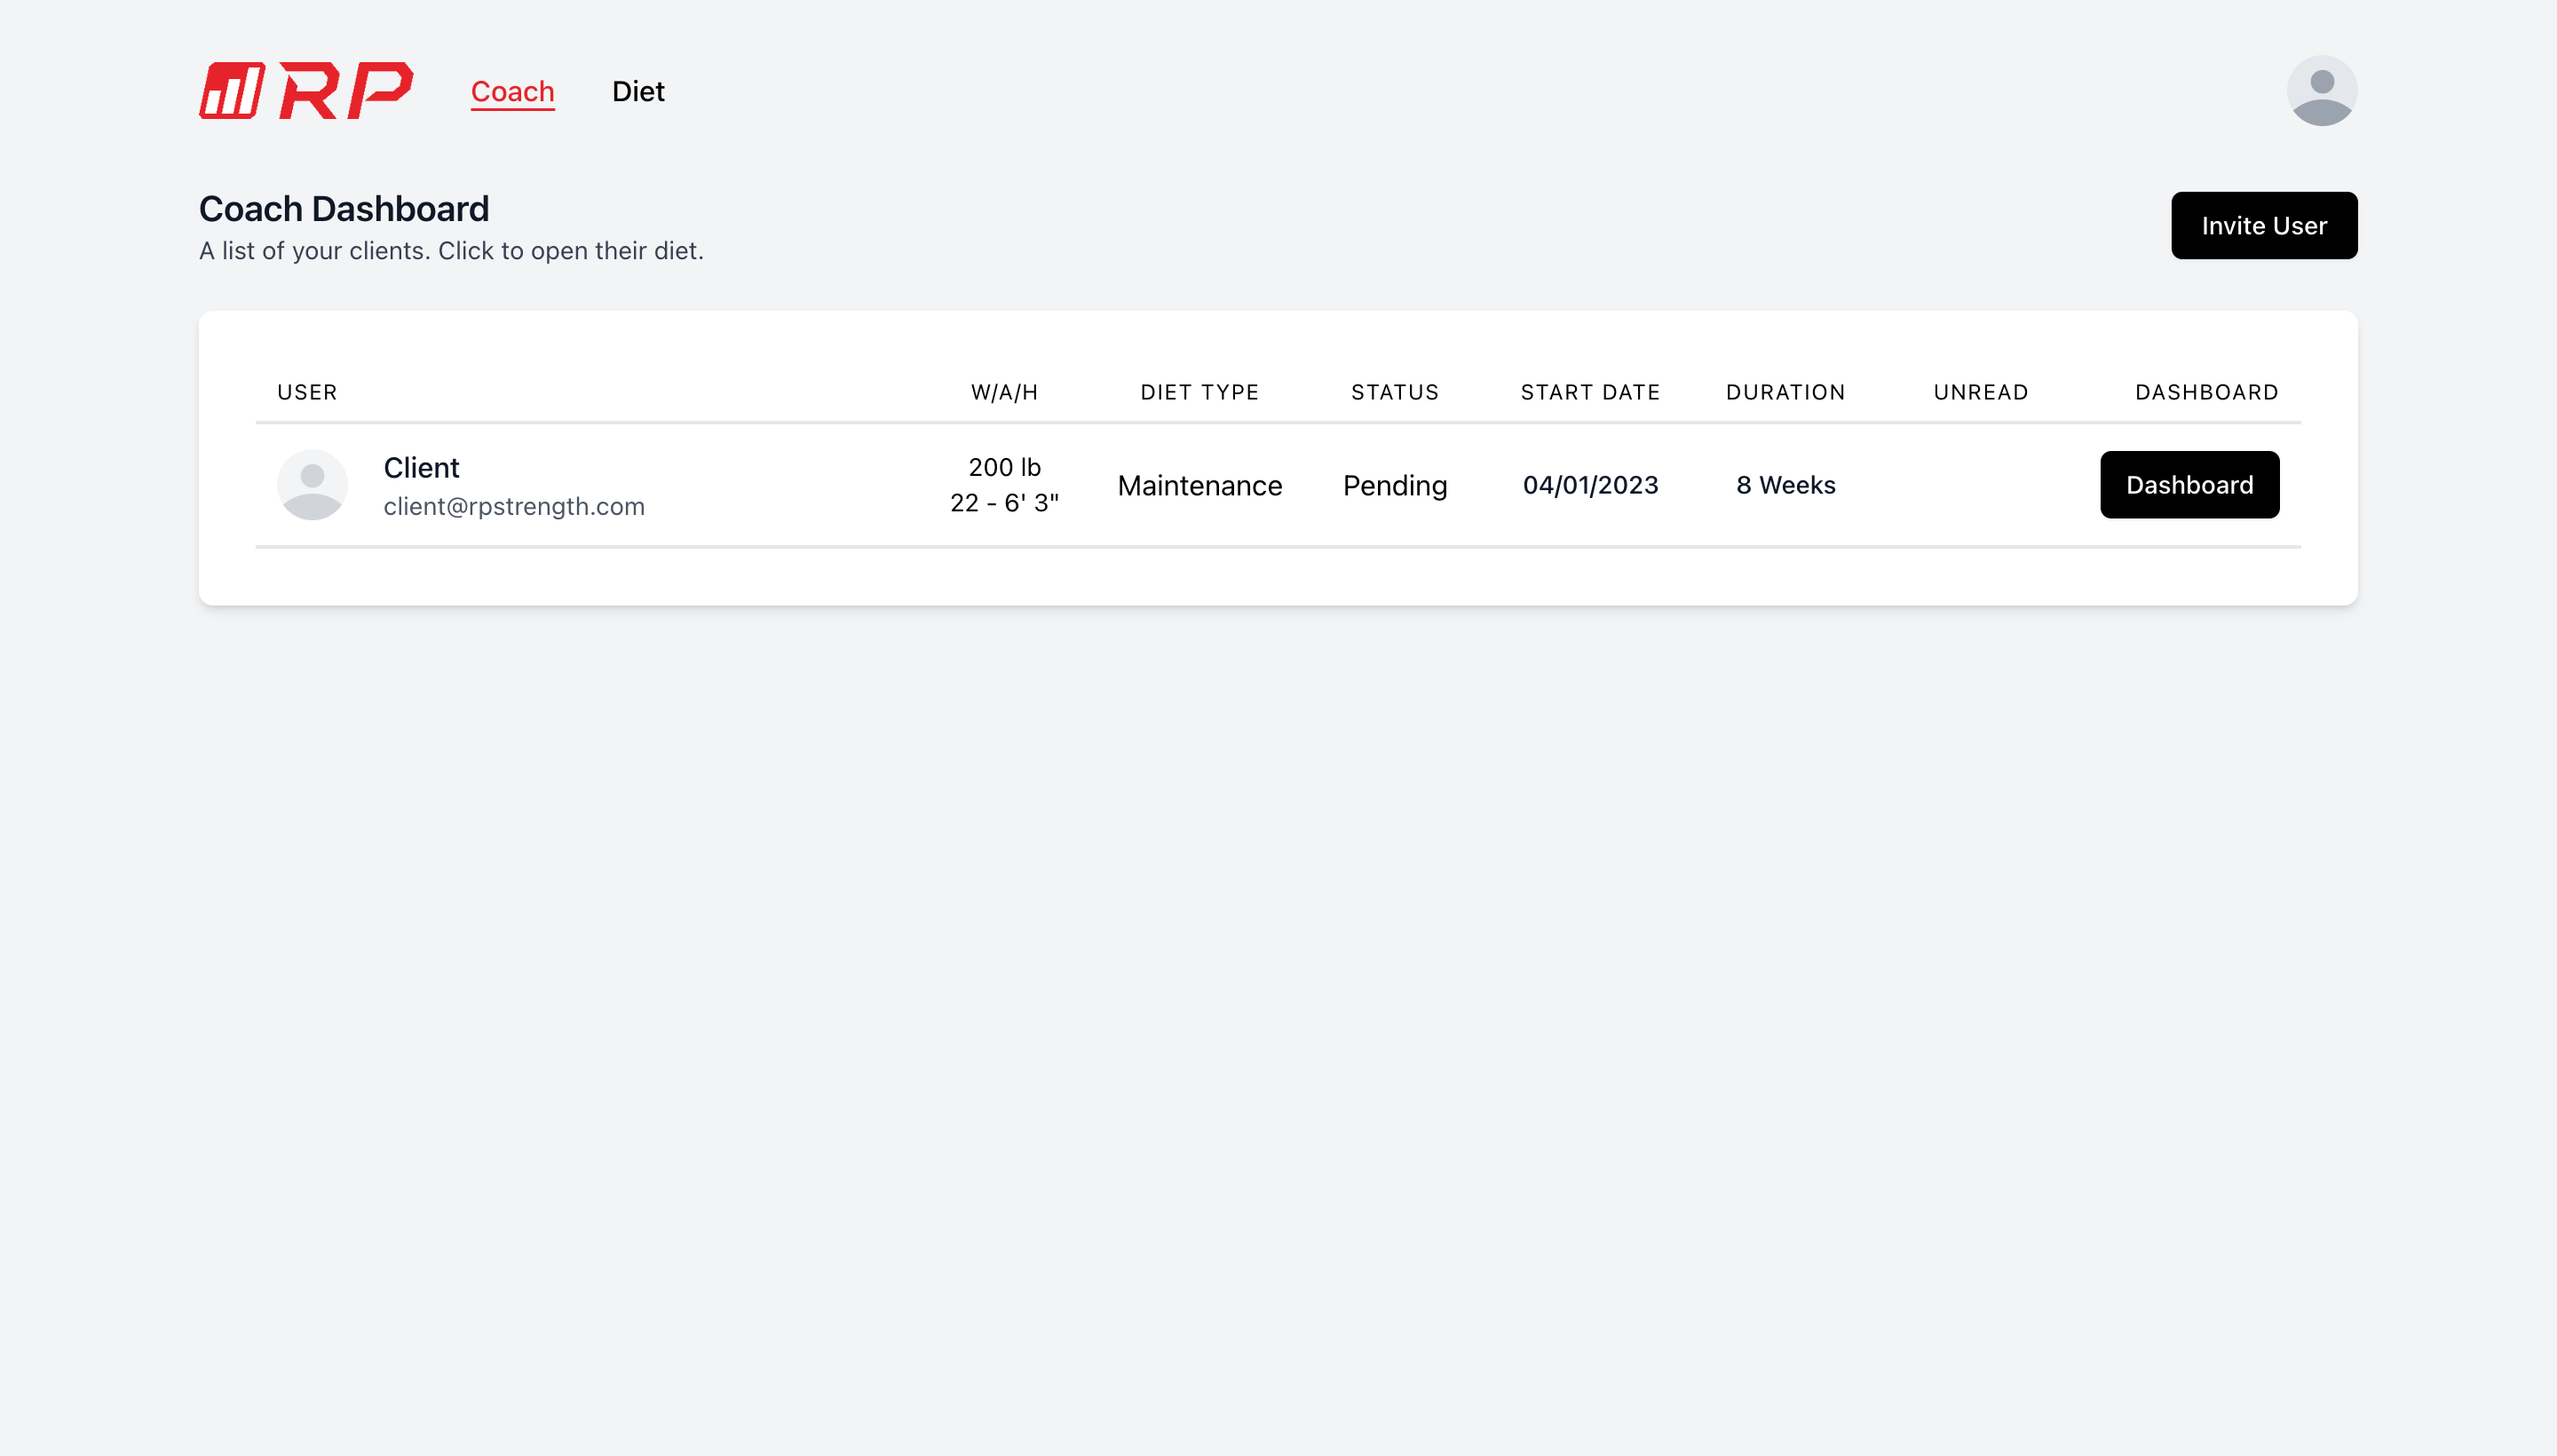 RP Coach Diet
Coach Dashboard
A list of your clients. Click to open their diet.
Invite User
USER W/A/H DIET TYPE STATUS START DATE DURATION UNREAD DASHBOARD
Client
client@rpstrength.com
200 lb
22 - 6' 3"
Maintenance Pending 04/01/2023 8 Weeks Dashboard